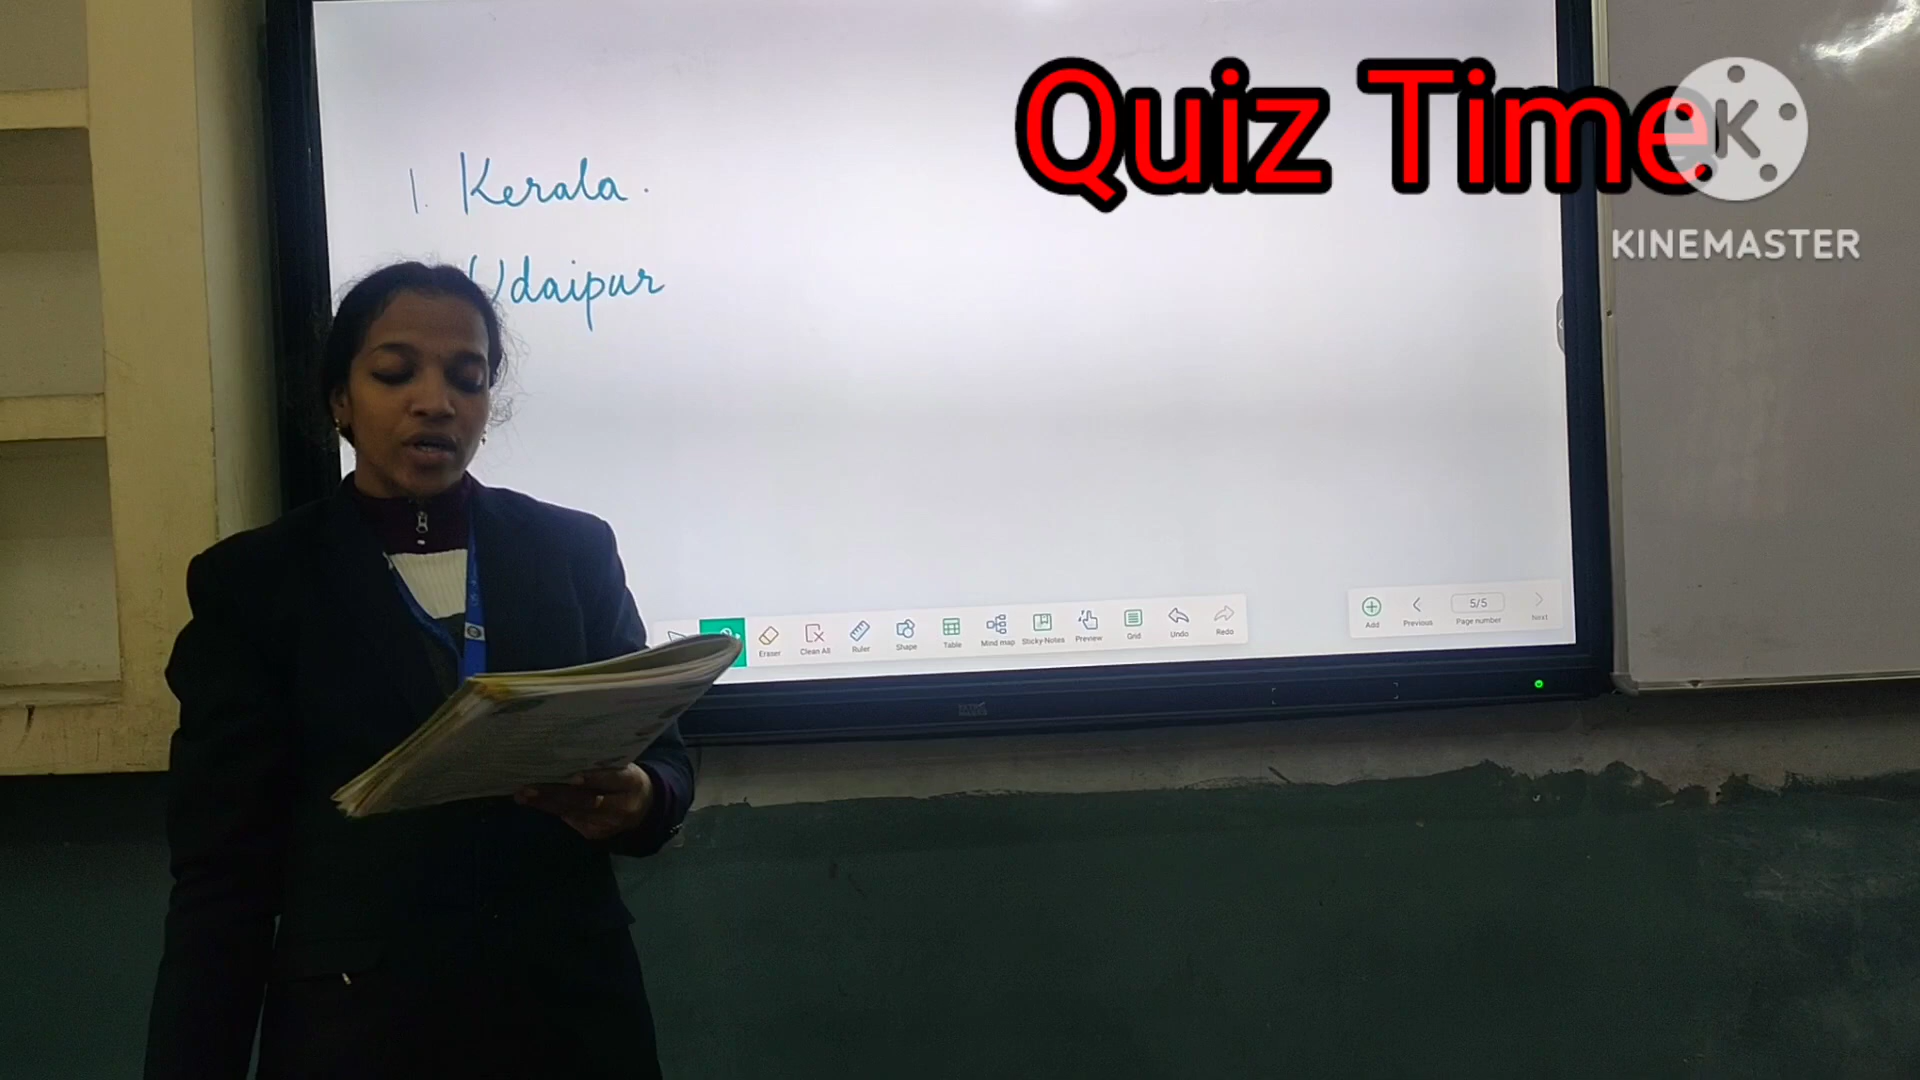 Quiz Time
KINEMASTER
1. Kerala.
Udaipur
Eraser
Clean All
Ruler
Shape
Table
Mind map
Sticky-Notes
Preview
Grid
Undo
Redo
Add
Previous
5/5
Page number
Next